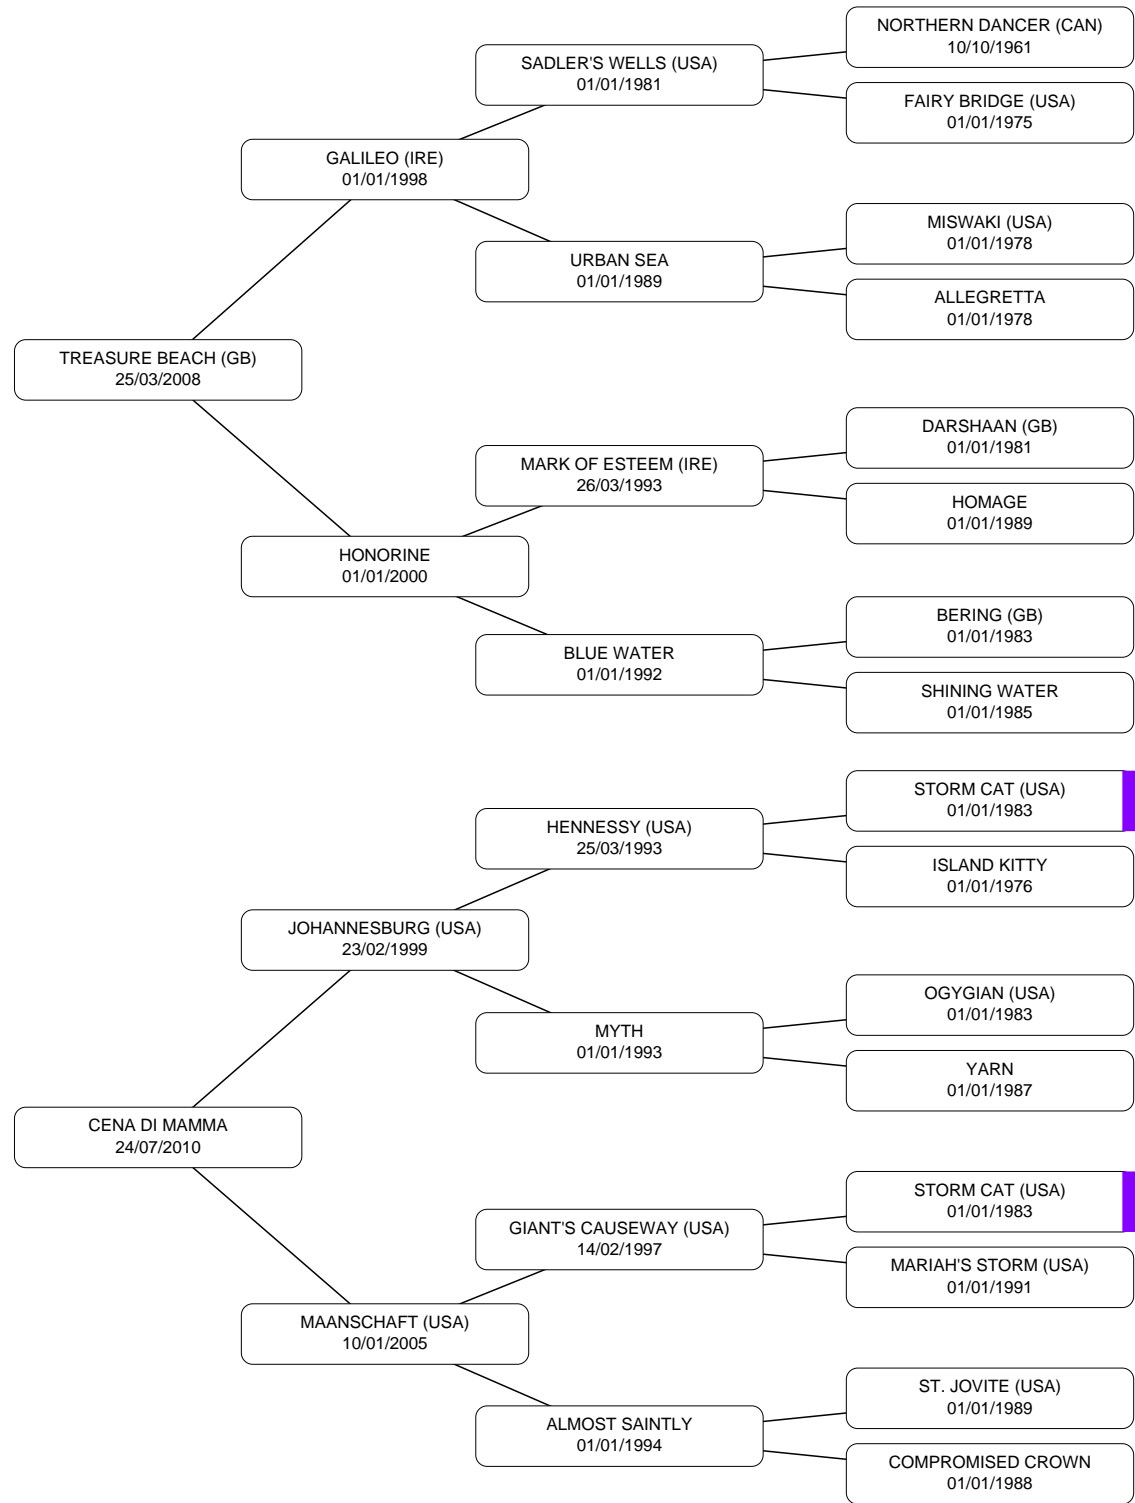 NORTHERN DANCER (CAN)
10/10/1961
SADLER'S WELLS (USA)
01/01/1981
FAIRY BRIDGE (USA)
01/01/1975
GALILEO (IRE)
01/01/1998
MISWAKI (USA)
01/01/1978
URBAN SEA
01/01/1989
ALLEGRETTA
01/01/1978
TREASURE BEACH (GB)
25/03/2008
DARSHAAN (GB)
01/01/1981
MARK OF ESTEEM (IRE)
26/03/1993
HOMAGE
01/01/1989
HONORINE
01/01/2000
BERING (GB)
01/01/1983
BLUE WATER
01/01/1992
SHINING WATER
01/01/1985
STORM CAT (USA)
01/01/1983
HENNESSY (USA)
25/03/1993
ISLAND KITTY
01/01/1976
JOHANNESBURG (USA)
23/02/1999
OGYGIAN (USA)
01/01/1983
MYTH
01/01/1993
YARN
01/01/1987
CENA DI MAMMA
24/07/2010
STORM CAT (USA)
01/01/1983
GIANT'S CAUSEWAY (USA)
14/02/1997
MARIAH'S STORM (USA)
01/01/1991
MAANSCHAFT (USA)
10/01/2005
ST. JOVITE (USA)
01/01/1989
ALMOST SAINTLY
01/01/1994
COMPROMISED CROWN
01/01/1988